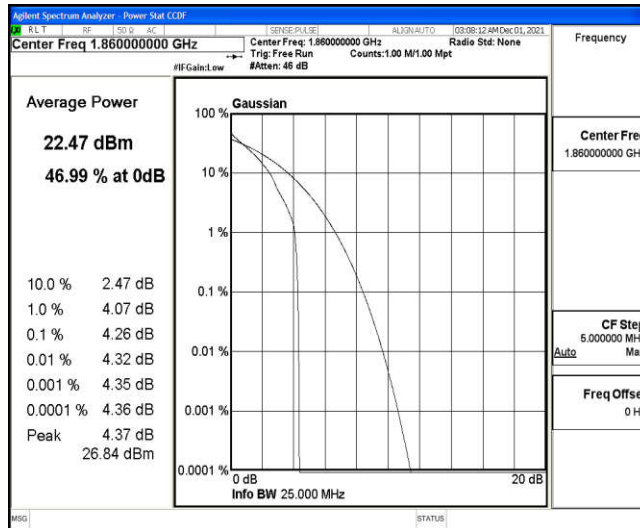 Agilent Spectrum Analyzer - Power Stat CCDF
RLT RF 50 Ω AC SENSE:PULSE ALIGNAUTO 03:08:12 AM Dec 01, 2021
Center Freq 1.860000000 GHz
Center Freq: 1.860000000 GHz Radio Std: None
Trig: Free Run Counts:1.00 M/1.00 Mpt
#IFGain:Low #Atten: 46 dB
Frequency
Average Power
22.47 dBm
46.99 % at 0dB
10.0 % 2.47 dB
1.0 % 4.07 dB
0.1 % 4.26 dB
0.01 % 4.32 dB
0.001 % 4.35 dB
0.0001 % 4.36 dB
Peak 4.37 dB
26.84 dBm
Gaussian
100 %
10 %
1 %
0.1 %
0.01 %
0.001 %
0.0001 %
0 dB 20 dB
Info BW 25.000 MHz
Center Fre
1.860000000 GH
CF Step
5.000000 MH
Auto Ma
Freq Offse
0 H
MSG STATUS